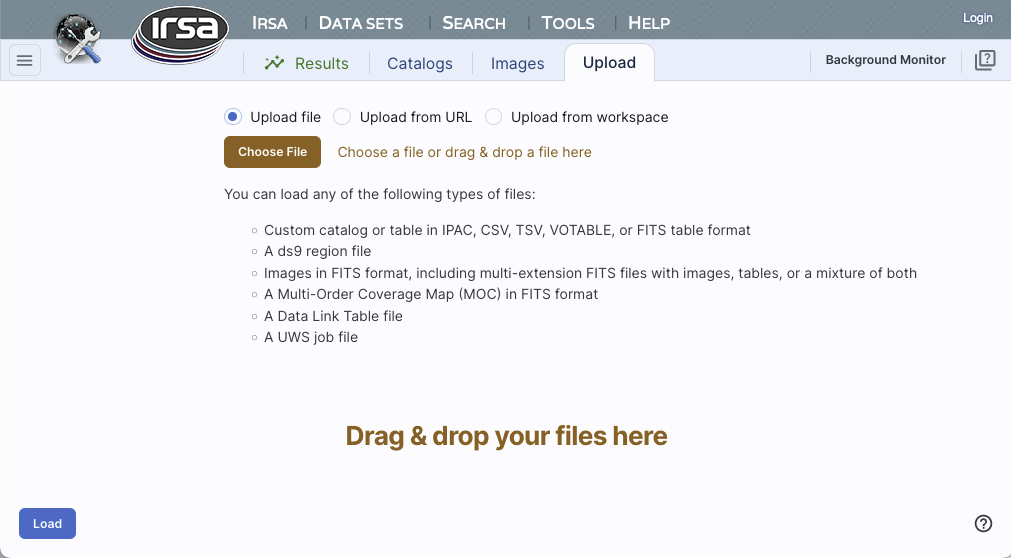 IRSA DATA SETS SEARCH TOOLS HELP Login
Irsa
Results Catalogs Images Upload Background Monitor
Upload file Upload from URL Upload from workspace
Choose File Choose a file or drag & drop a file here
You can load any of the following types of files:
Custom catalog or table in IPAC, CSV, TSV, VOTABLE, or FITS table format
A ds9 region file
Images in FITS format, including multi-extension FITS files with images, tables, or a mixture of both
A Multi-Order Coverage Map (MOC) in FITS format
A Data Link Table file
A UWS job file
Drag & drop your files here
Load